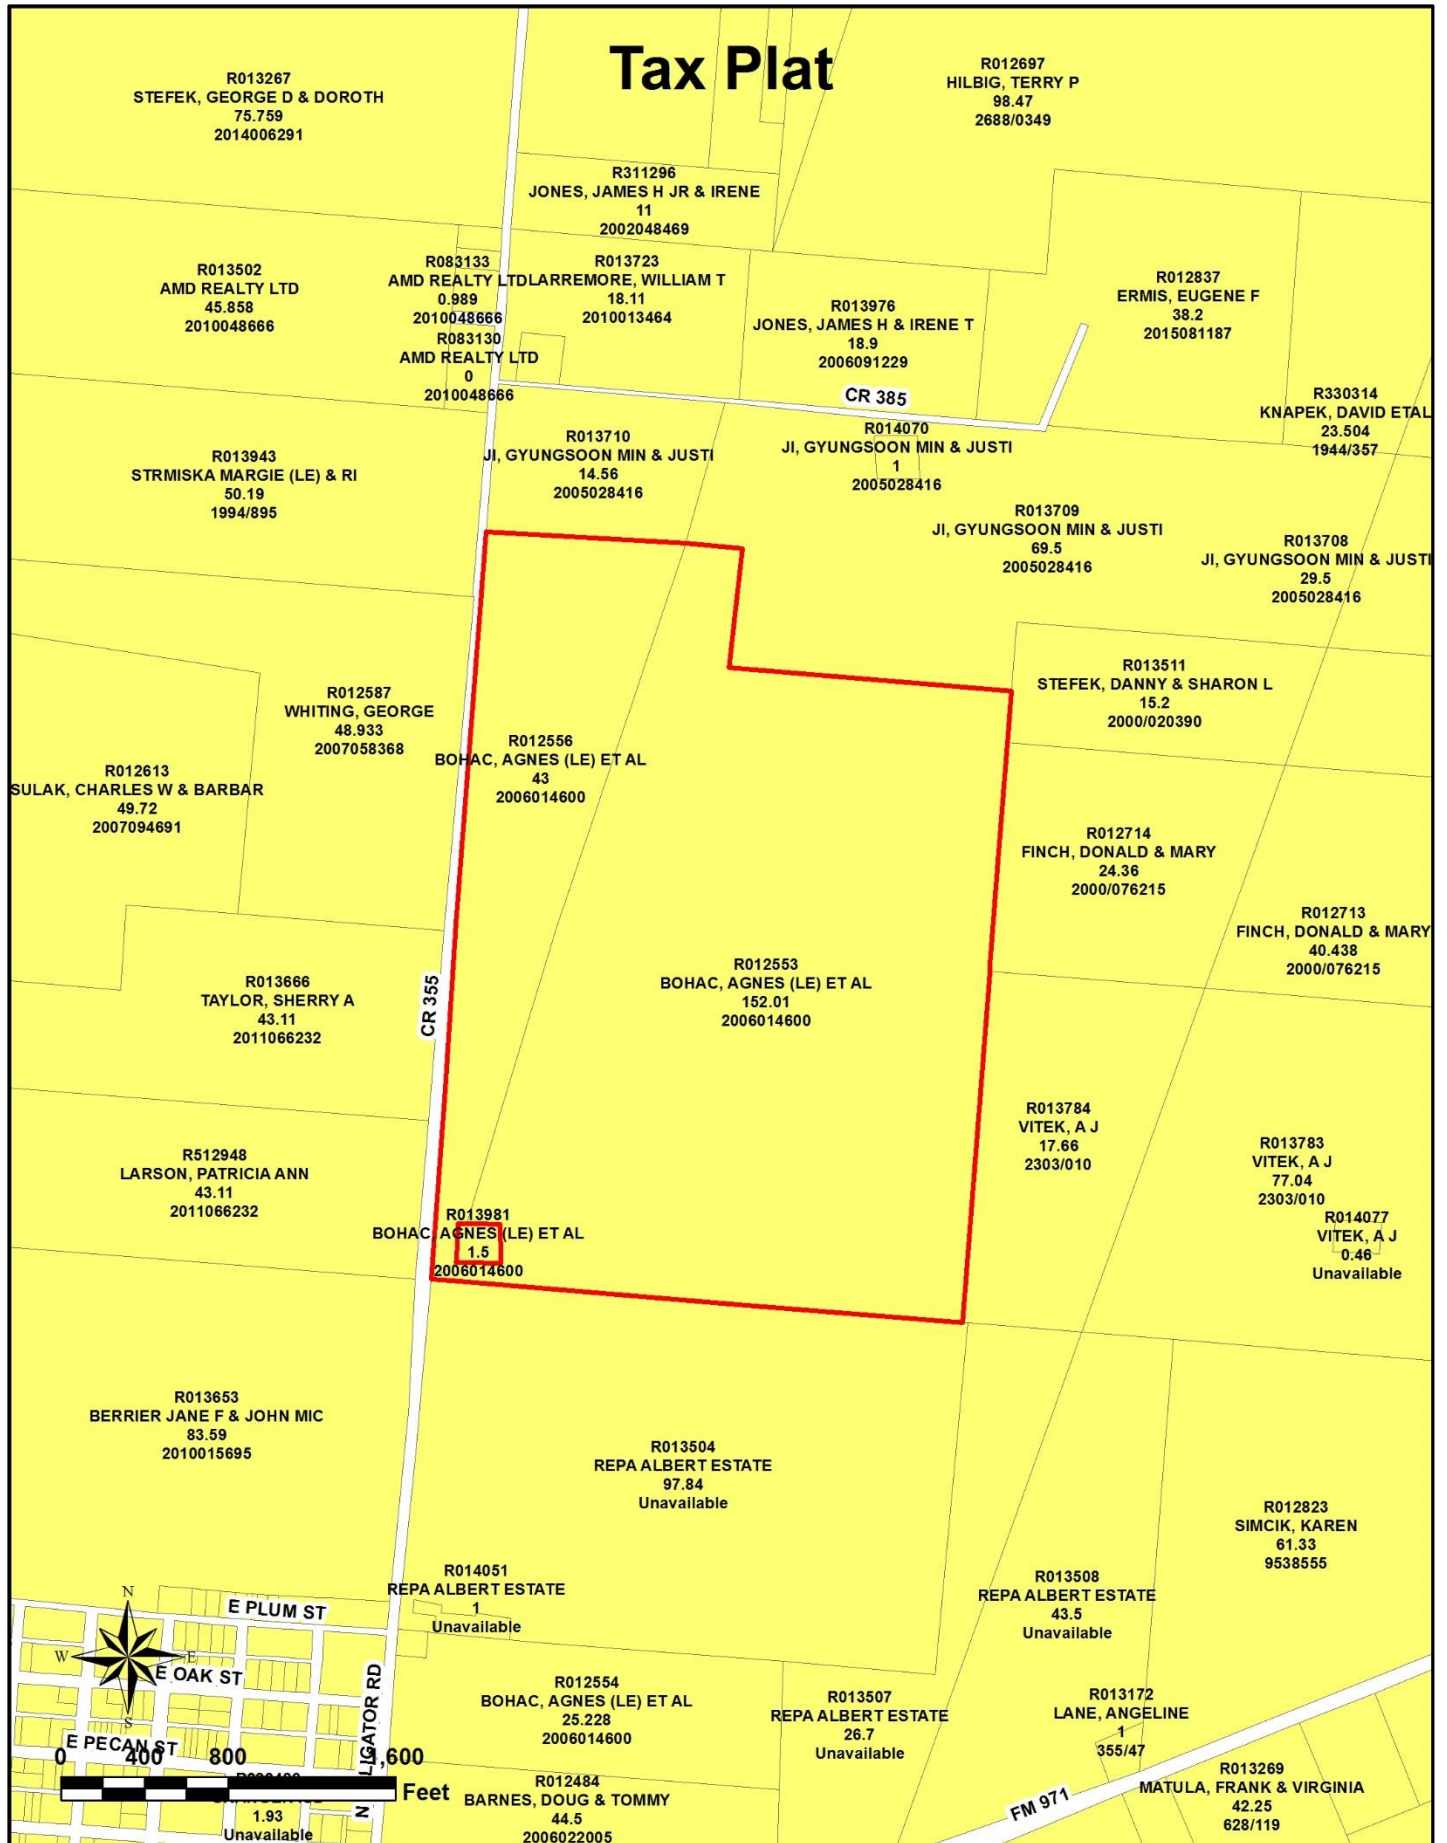 Tax Plat
R013267
STEFEK, GEORGE D & DOROTH
75.759
2014006291
R012697
HILBIG, TERRY P
98.47
2688/0349
R311296
JONES, JAMES H JR & IRENE
11
2002048469
R013502
AMD REALTY LTD
45.858
2010048666
R083133
AMD REALTY LTD
0.989
2010048666
R083130
AMD REALTY LTD
0
2010048666
R013723
LARREMORE, WILLIAM T
18.11
2010013464
R013976
JONES, JAMES H & IRENE T
18.9
2006091229
R012837
ERMIS, EUGENE F
38.2
2015081187
CR 385
R330314
KNAPEK, DAVID ETAL
23.504
1944/357
R013943
STRMISKA MARGIE (LE) & RI
50.19
1994/895
R013710
JI, GYUNGSOON MIN & JUSTI
14.56
2005028416
R014070
JI, GYUNGSOON MIN & JUSTI
1
2005028416
R013709
JI, GYUNGSOON MIN & JUSTI
69.5
2005028416
R013708
JI, GYUNGSOON MIN & JUSTI
29.5
2005028416
R013511
STEFEK, DANNY & SHARON L
15.2
2000/020390
R012587
WHITING, GEORGE
48.933
2007058368
R012556
BOHAC, AGNES (LE) ET AL
43
2006014600
R012613
SULAK, CHARLES W & BARBAR
49.72
2007094691
R012714
FINCH, DONALD & MARY
24.36
2000/076215
R012713
FINCH, DONALD & MARY
40.438
2000/076215
R013666
TAYLOR, SHERRY A
43.11
2011066232
CR 355
R012553
BOHAC, AGNES (LE) ET AL
152.01
2006014600
R013784
VITEK, A J
17.66
2303/010
R013783
VITEK, A J
77.04
2303/010
R014077
VITEK, A J
0.46
Unavailable
R512948
LARSON, PATRICIA ANN
43.11
2011066232
R013981
BOHAC, AGNES (LE) ET AL
1.5
2006014600
R013653
BERRIER JANE F & JOHN MIC
83.59
2010015695
R013504
REPA ALBERT ESTATE
97.84
Unavailable
R012823
SIMCIK, KAREN
61.33
9538555
R014051
REPA ALBERT ESTATE
1
Unavailable
R013508
REPA ALBERT ESTATE
43.5
Unavailable
N
W
E
S
E PLUM ST
E OAK ST
E PECAN ST
R012554
BOHAC, AGNES (LE) ET AL
25.228
2006014600
R013507
REPA ALBERT ESTATE
26.7
Unavailable
R013172
LANE, ANGELINE
1
355/47
R013269
MATULA, FRANK & VIRGINIA
42.25
628/119
FM 971
R012484
BARNES, DOUG & TOMMY
44.5
2006022005
0 400 800 1,600
Feet
1.93
Unavailable